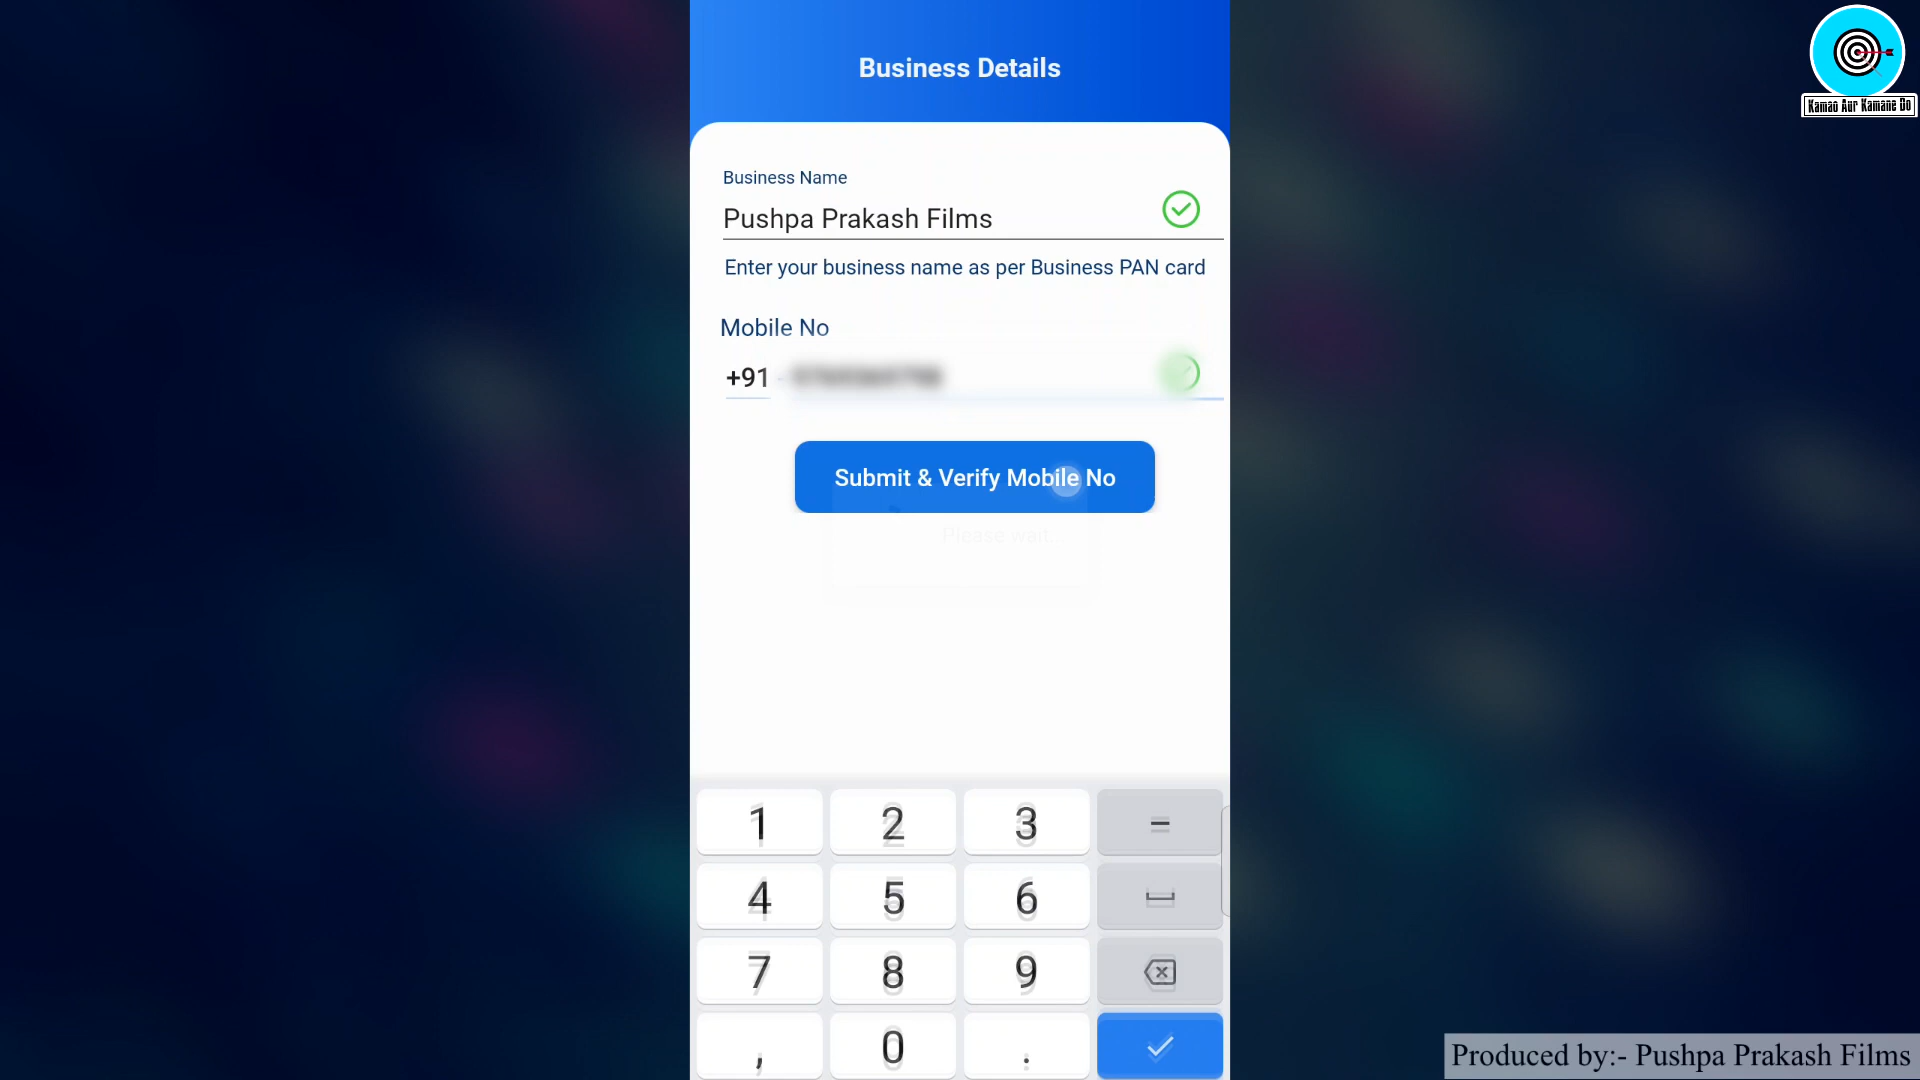 Business Details
Kamao Aur Kamane Do
Business Name
Pushpa Prakash Films
Enter your business name as per Business PAN card
Mobile No
+91
Submit & Verify Mobile No
Please wait...
1 2 3 =
4 5 6
7 8 9
, 0 .
Produced by:- Pushpa Prakash Films